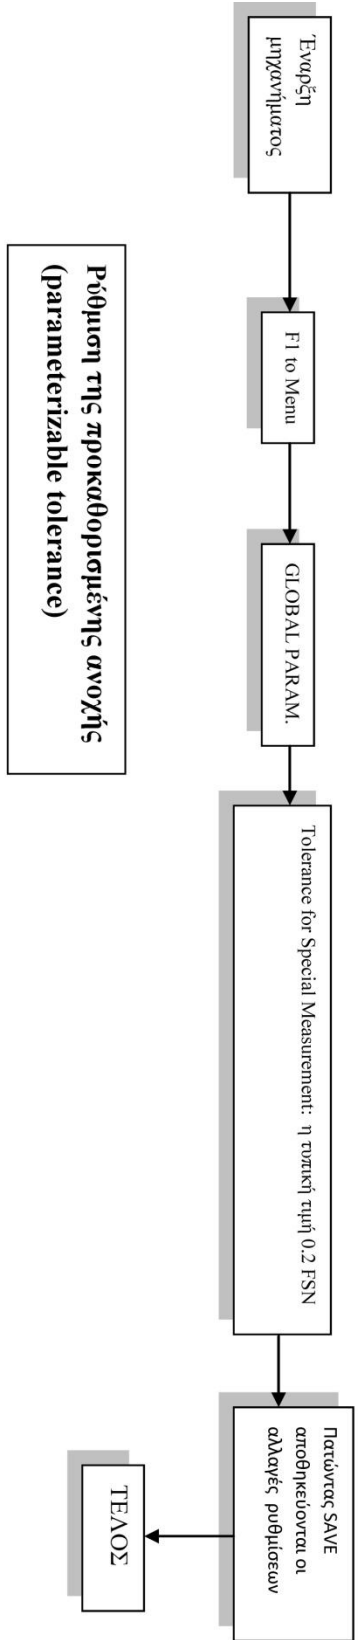 Έναρξη
μηχανήματος
F1 to Menu
GLOBAL PARAM.
Tolerance for Special Measurement: η τυπική τιμή 0.2 FSN
Πατώντας SAVE
αποθηκεύονται οι
αλλαγές ρυθμίσεων
ΤΕΛΟΣ
Ρύθμιση της προκαθορισμένης ανοχής
(parameterizable tolerance)